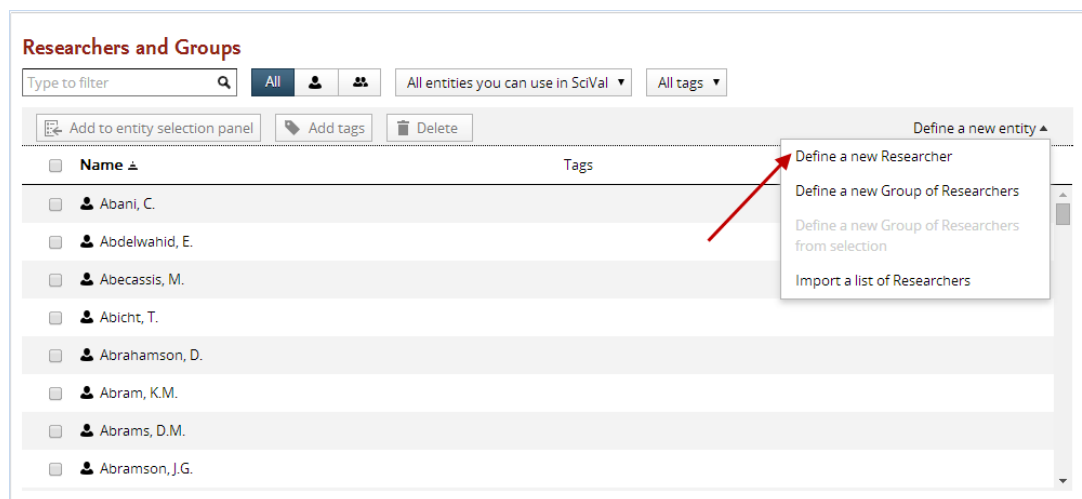 Researchers and Groups
Type to filter All All entities you can use in SciVal ▼ All tags ▼
Add to entity selection panel Add tags Delete Define a new entity ▲
Name Tags
Define a new Researcher
Define a new Group of Researchers
Define a new Group of Researchers
from selection
Import a list of Researchers
Abani, C.
Abdelwahid, E.
Abecassis, M.
Abicht, T.
Abrahamson, D.
Abram, K.M.
Abrams, D.M.
Abramson, J.G.